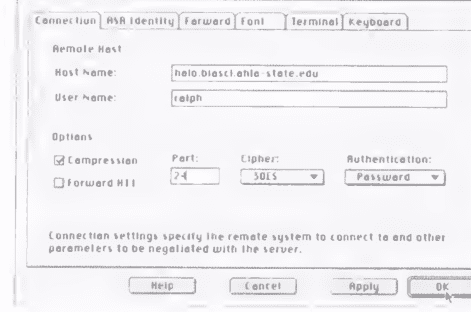 Connection RSA Identity Forward Font Terminal Keyboard
Remote Host
Host Name: halo.biosci.ohio-state.edu
User Name: ralph
Options
Compression Port: Cipher: Authentication:
Forward X11 24 3DES Password
Connection settings specify the remote system to connect to and other
parameters to be negotiated with the server.
Help Cancel Apply OK